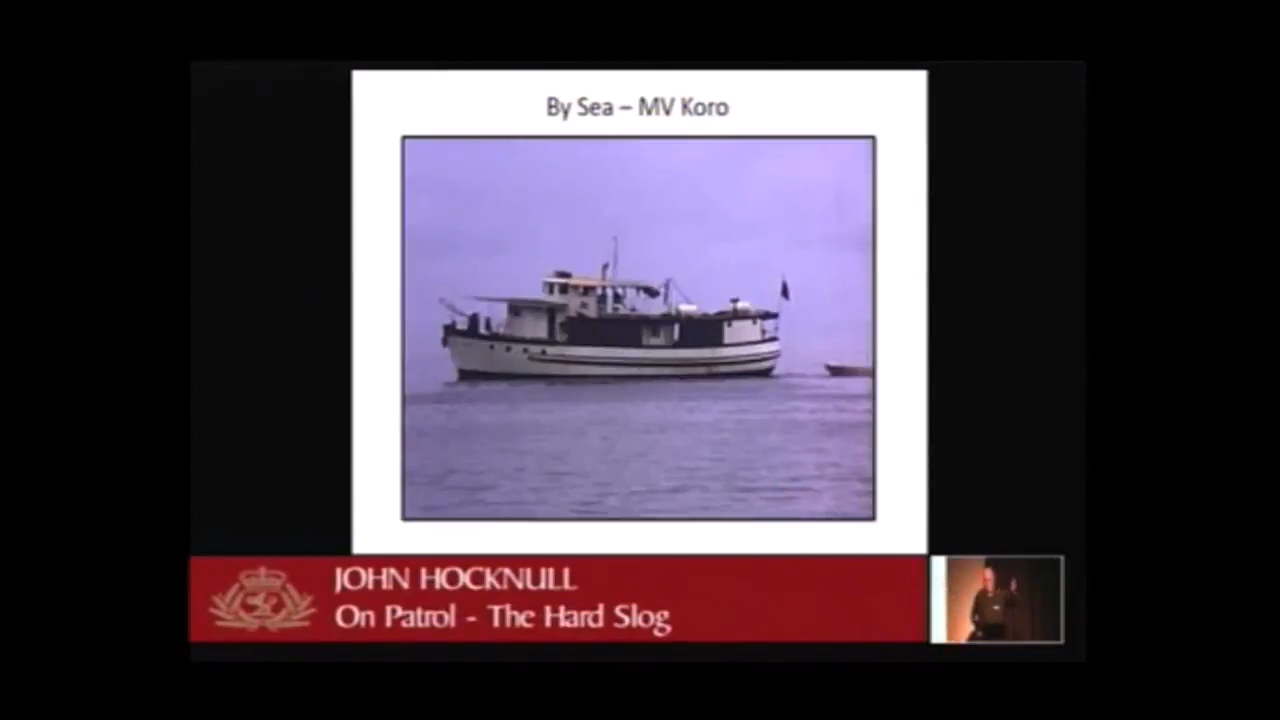 By Sea – MV Koro
JOHN HOCKNULL
On Patrol - The Hard Slog